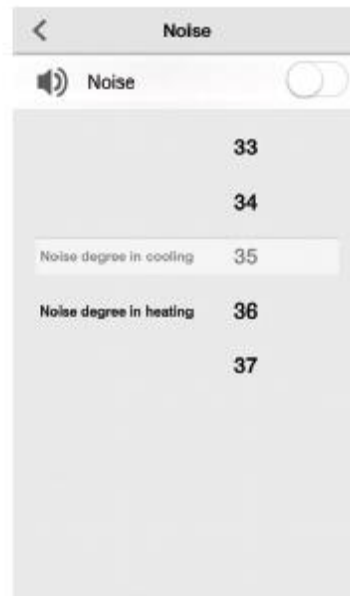 Noise
Noise
33
34
Noise degree in cooling 35
Noise degree in heating 36
37